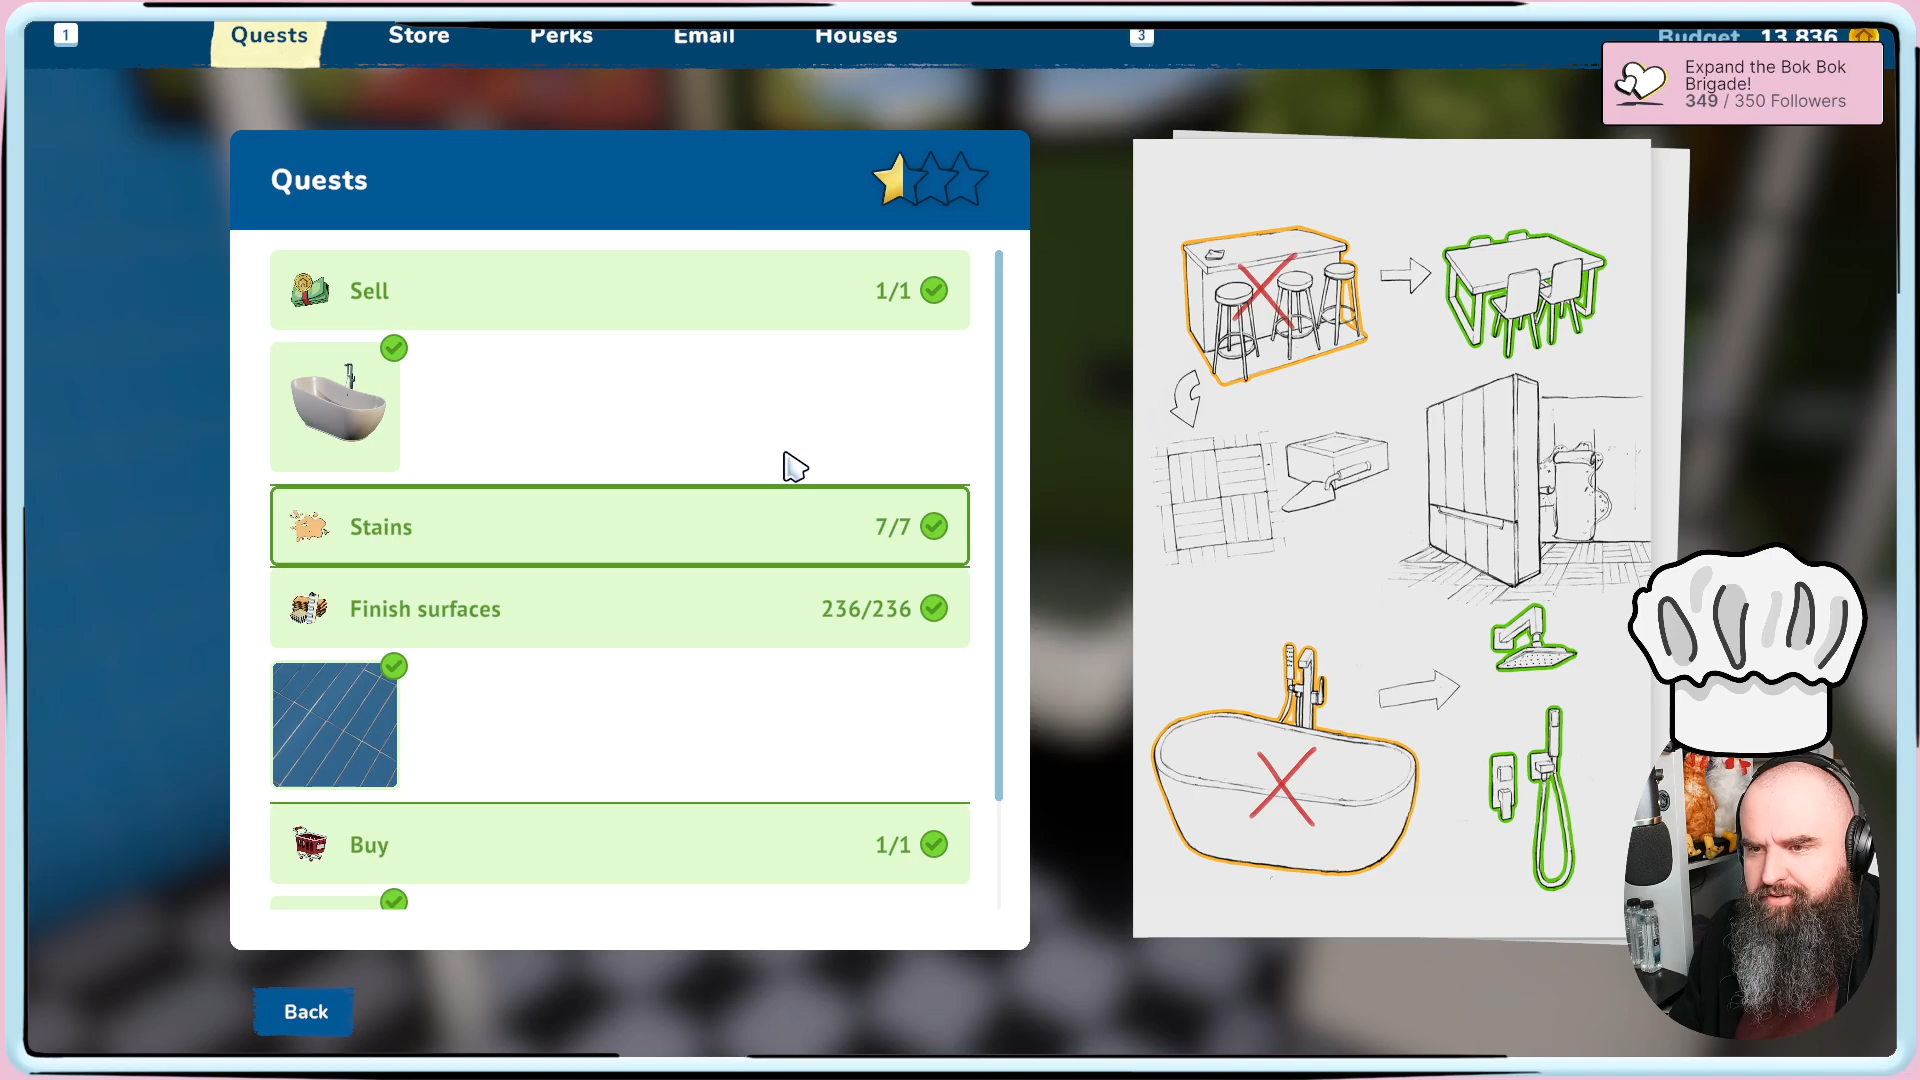 1
Quests
Store
Perks
Email
Houses
3
Budget 13 836
Expand the Bok Bok
Brigade!
349 / 350 Followers
Quests
Sell
1/1
Stains
7/7
Finish surfaces
236/236
Buy
1/1
Back